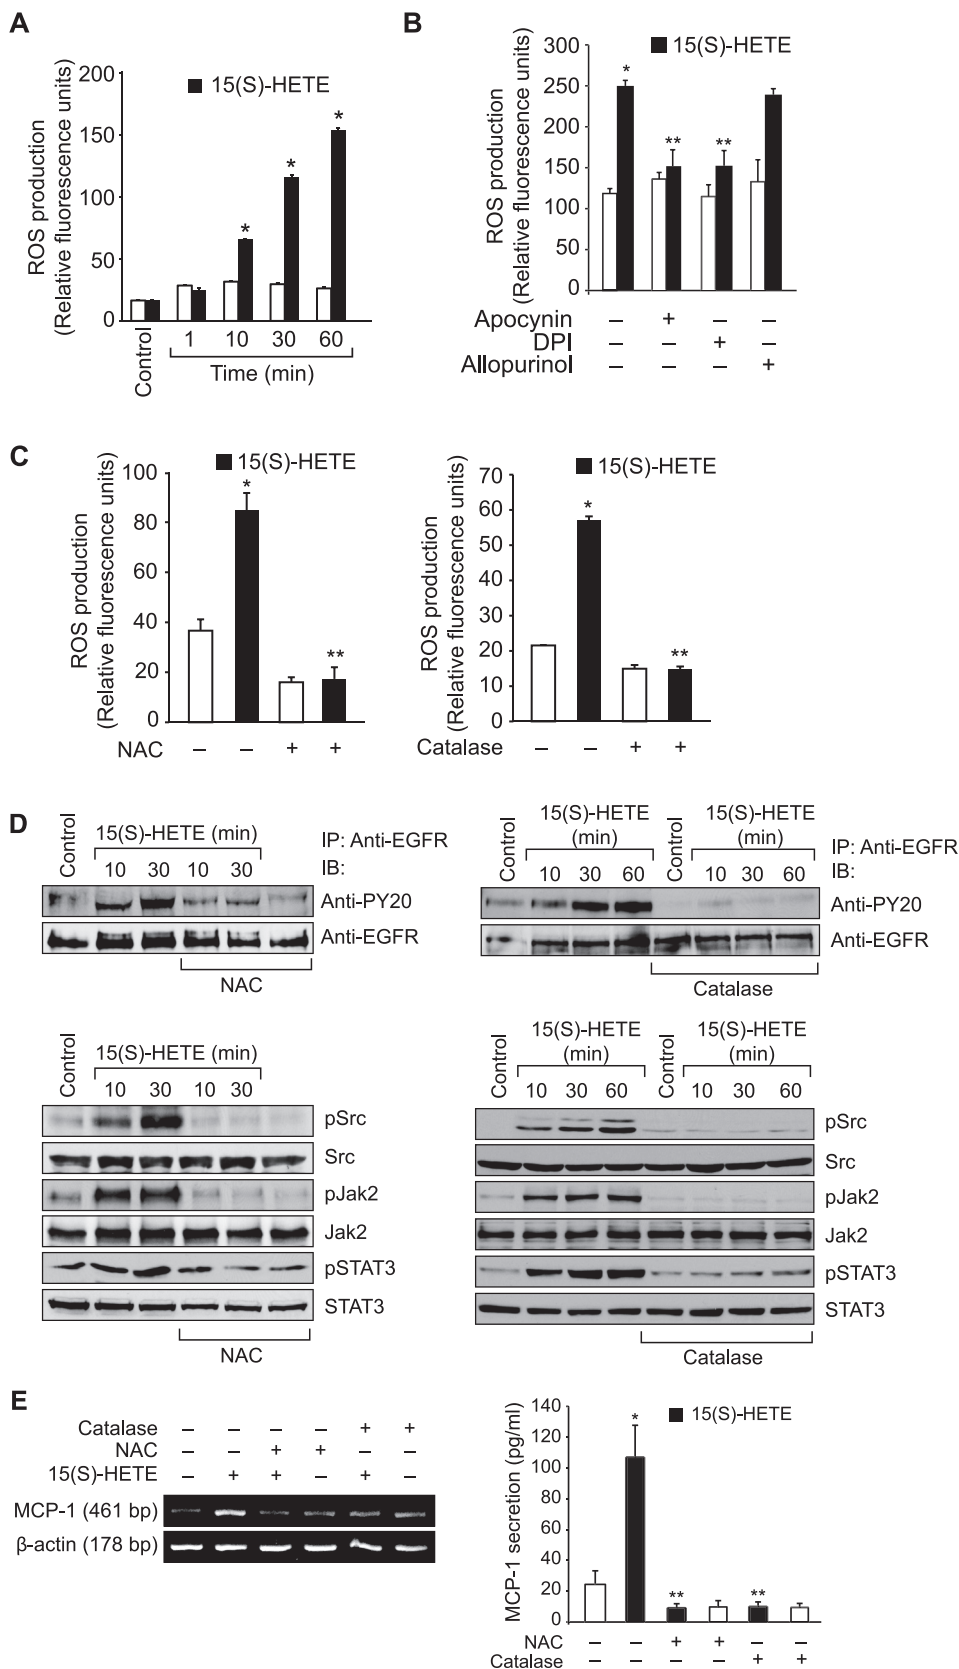 A
ROS production
(Relative fluorescence units)
15(S)-HETE
200
150
100
50
0
* * *
Control 1 10 30 60
Time (min)
B
ROS production
(Relative fluorescence units)
15(S)-HETE
300
250
200
150
100
50
0
* ** **
Apocynin – + – –
DPI – – + –
Allopurinol – – – +
C
ROS production
(Relative fluorescence units)
15(S)-HETE
100
80
60
40
20
0
* **
NAC – – + +
ROS production
(Relative fluorescence units)
15(S)-HETE
70
60
50
40
30
20
10
0
* **
Catalase – – + +
D
Control
15(S)-HETE (min)
10 30 10 30
IP: Anti-EGFR
IB:
Anti-PY20
Anti-EGFR
NAC
Control
15(S)-HETE
(min)
10 30 60
Control
15(S)-HETE
(min)
10 30 60
IP: Anti-EGFR
IB:
Anti-PY20
Anti-EGFR
Catalase
Control
15(S)-HETE (min)
10 30 10 30
pSrc
Src
pJak2
Jak2
pSTAT3
STAT3
NAC
Control
15(S)-HETE
(min)
10 30 60
Control
15(S)-HETE
(min)
10 30 60
pSrc
Src
pJak2
Jak2
pSTAT3
STAT3
Catalase
E
Catalase – – – – + +
NAC – – + + – –
15(S)-HETE – + + – + –
MCP-1 (461 bp)
β-actin (178 bp)
MCP-1 secretion (pg/ml)
15(S)-HETE
140
120
100
80
60
40
20
0
* ** **
NAC – – + + – –
Catalase – – – – + +